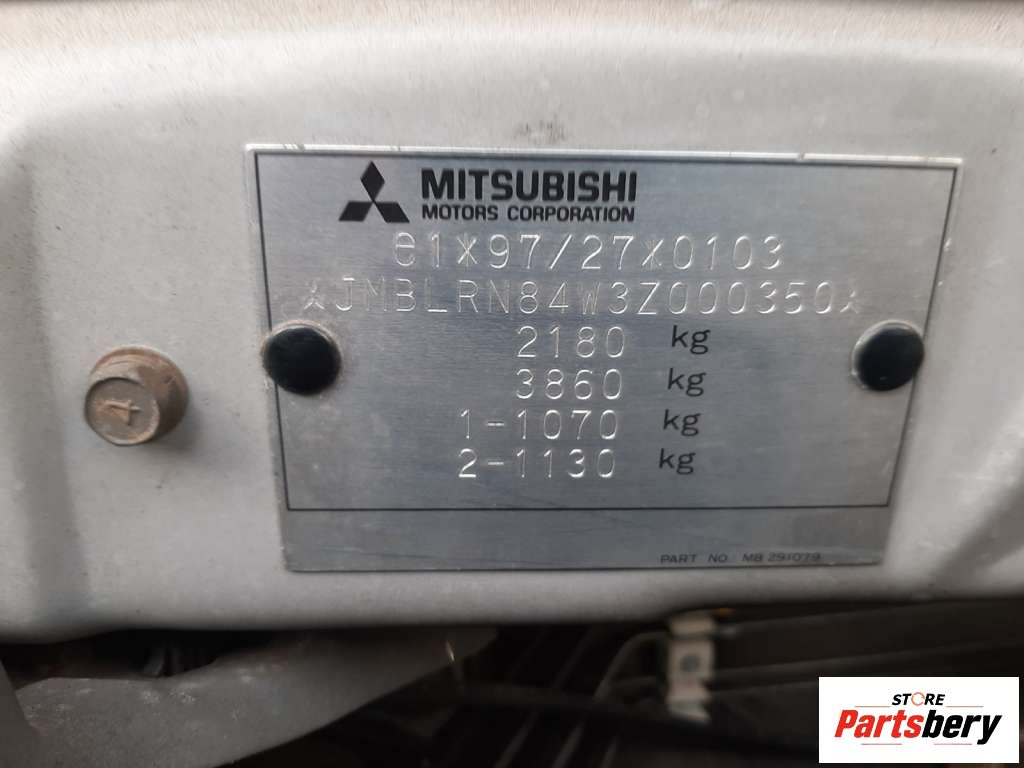 MITSUBISHI
MOTORS CORPORATION
e1*97/27*0103
*JMBLRN84W3Z000350*
2180 kg
3860 kg
1-1070 kg
2-1130 kg
PART NO. MB 291079
4
STORE
Partsbery